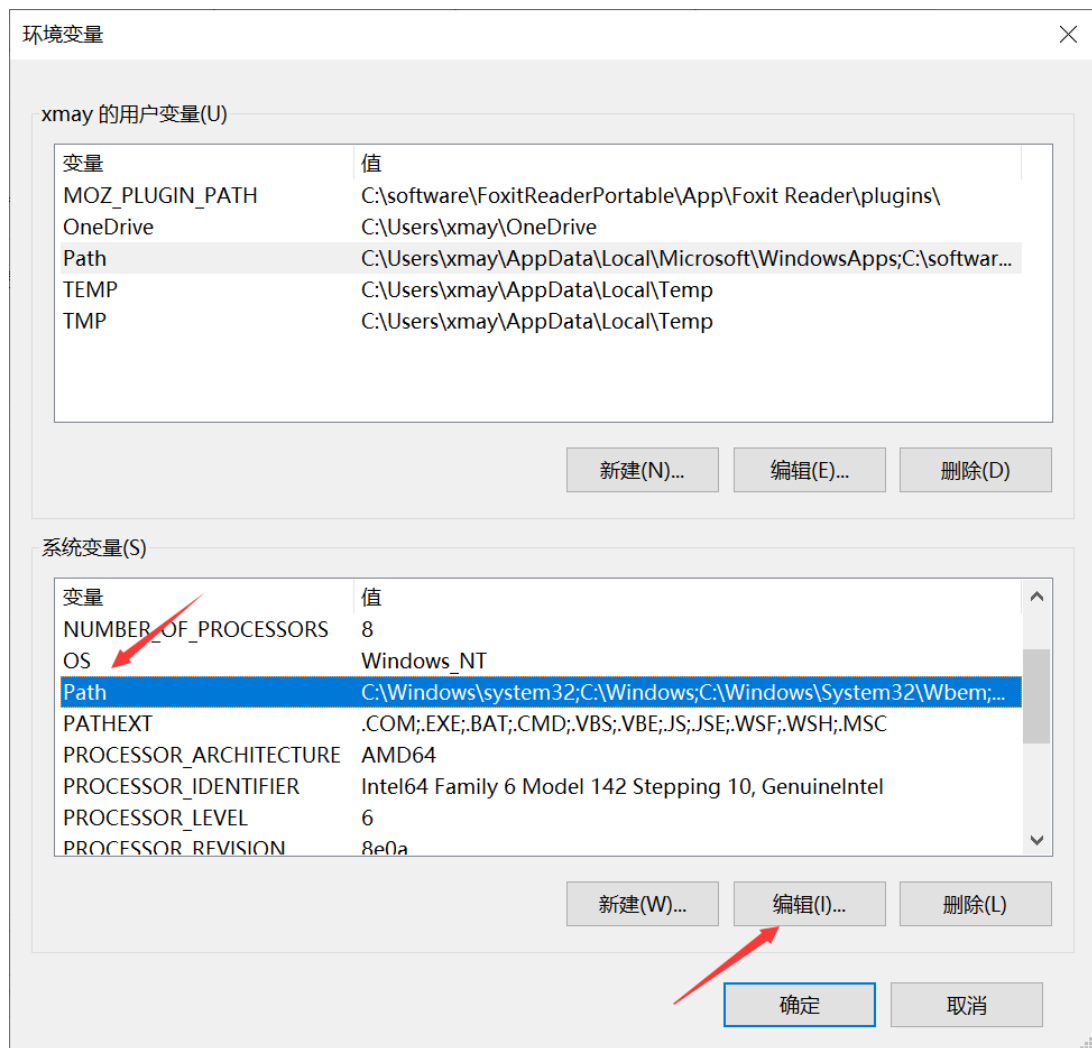 环境变量
xmay 的用户变量(U)
变量 值
MOZ_PLUGIN_PATH C:\software\FoxitReaderPortable\App\Foxit Reader\plugins\
OneDrive C:\Users\xmay\OneDrive
Path C:\Users\xmay\AppData\Local\Microsoft\WindowsApps;C:\softwar...
TEMP C:\Users\xmay\AppData\Local\Temp
TMP C:\Users\xmay\AppData\Local\Temp
新建(N)... 编辑(E)... 删除(D)
系统变量(S)
变量 值
NUMBER_OF_PROCESSORS 8
OS Windows_NT
Path C:\Windows\system32;C:\Windows;C:\Windows\System32\Wbem;...
PATHEXT .COM;.EXE;.BAT;.CMD;.VBS;.VBE;.JS;.JSE;.WSF;.WSH;.MSC
PROCESSOR_ARCHITECTURE AMD64
PROCESSOR_IDENTIFIER Intel64 Family 6 Model 142 Stepping 10, GenuineIntel
PROCESSOR_LEVEL 6
PROCESSOR_REVISION 8e0a
新建(W)... 编辑(I)... 删除(L)
确定 取消